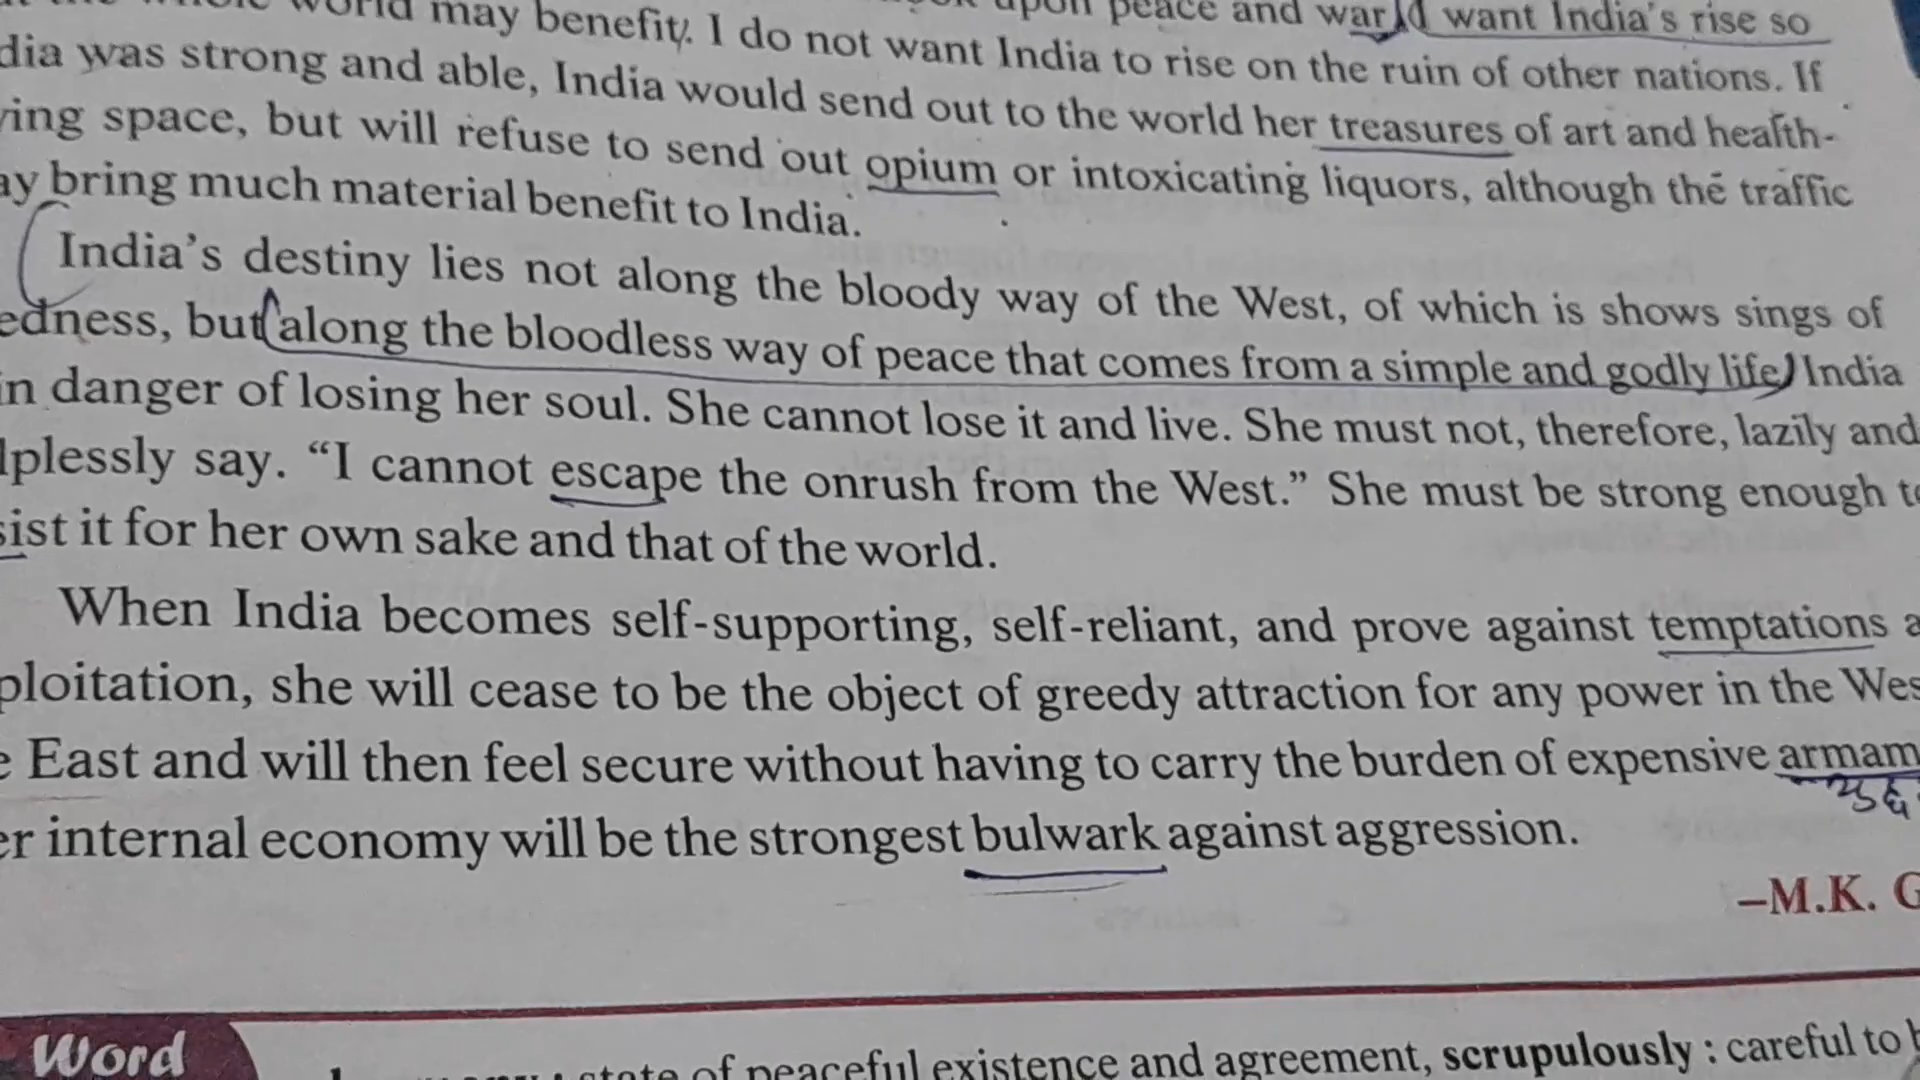 world may benefit. I do not want India to rise on the ruin of other nations. If
upon peace and war I want India's rise so
dia was strong and able, India would send out to the world her treasures of art and health-
ving space, but will refuse to send out opium or intoxicating liquors, although the traffic
ay bring much material benefit to India.
India's destiny lies not along the bloody way of the West, of which is shows sings of
edness, but along the bloodless way of peace that comes from a simple and godly life) India
in danger of losing her soul. She cannot lose it and live. She must not, therefore, lazily and
lplessly say. “I cannot escape the onrush from the West.” She must be strong enough to
sist it for her own sake and that of the world.
When India becomes self-supporting, self-reliant, and prove against temptations a
ploitation, she will cease to be the object of greedy attraction for any power in the Wes
e East and will then feel secure without having to carry the burden of expensive armam
er internal economy will be the strongest bulwark against aggression.
–M.K. G
Word
state of peaceful existence and agreement, scrupulously : careful to